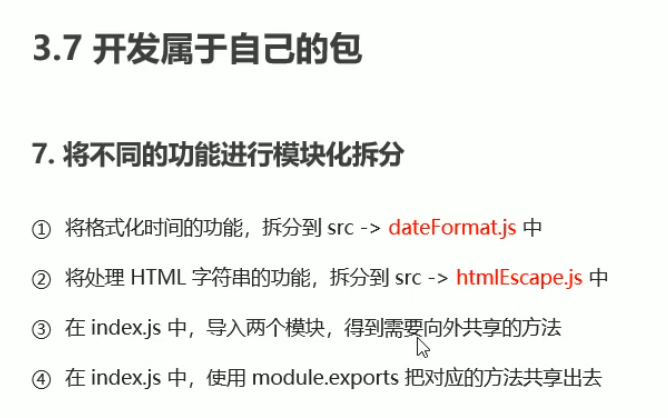 3.7 开发属于自己的包
7. 将不同的功能进行模块化拆分
① 将格式化时间的功能，拆分到 src -> dateFormat.js 中
② 将处理 HTML 字符串的功能，拆分到 src -> htmlEscape.js 中
③ 在 index.js 中，导入两个模块，得到需要向外共享的方法
④ 在 index.js 中，使用 module.exports 把对应的方法共享出去